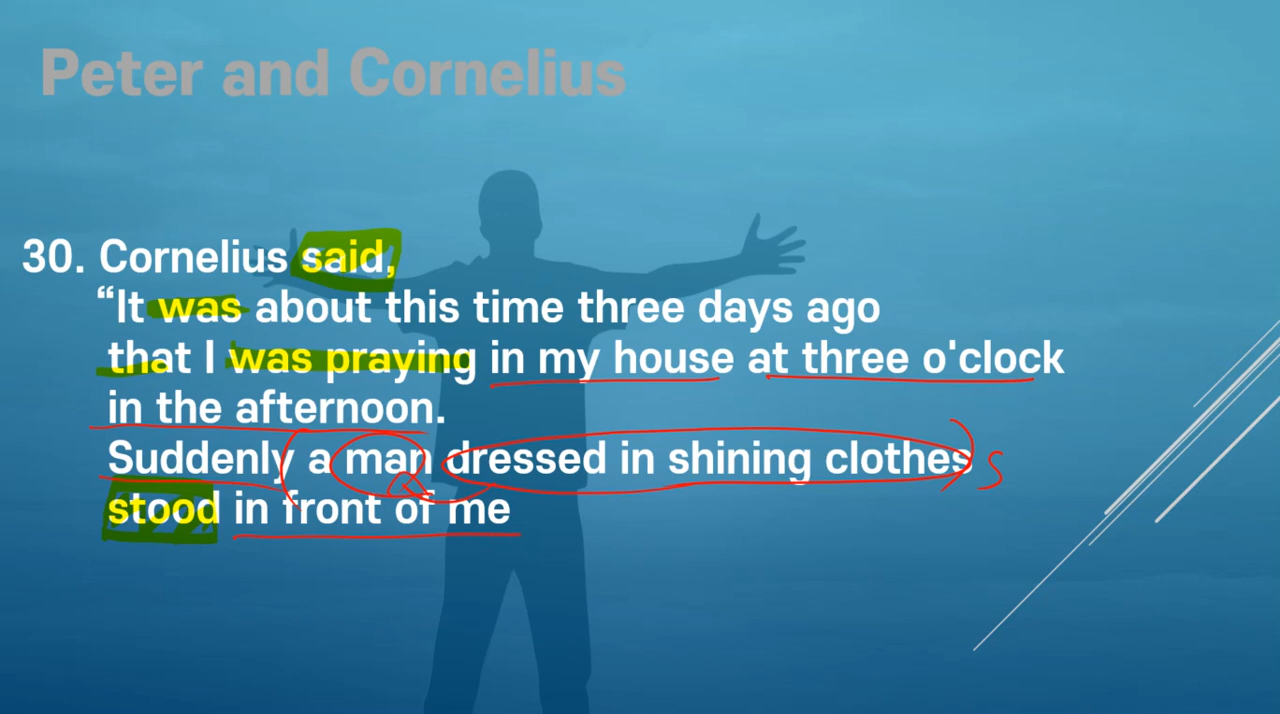 Peter and Cornelius
30. Cornelius said,
“It was about this time three days ago
that I was praying in my house at three o'clock
in the afternoon.
Suddenly a man dressed in shining clothes S
stood in front of me